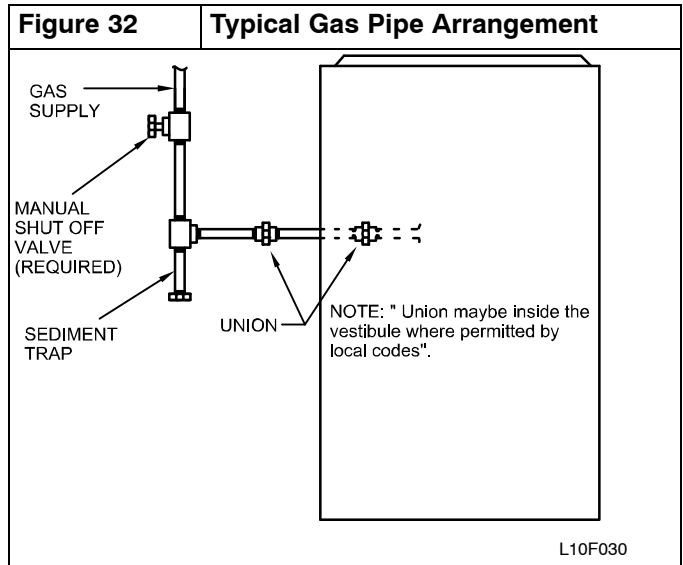 Figure 32
Typical Gas Pipe Arrangement
GAS
SUPPLY
MANUAL
SHUT OFF
VALVE
(REQUIRED)
SEDIMENT
TRAP
UNION
NOTE: " Union maybe inside the
vestibule where permitted by
local codes".
L10F030